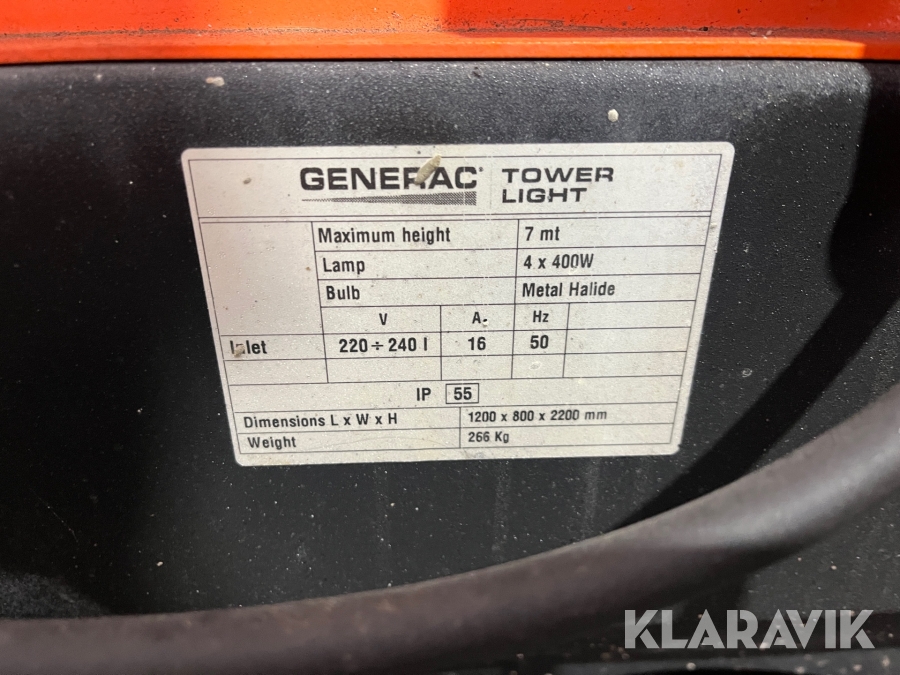 GENERAC TOWER
LIGHT
Maximum height 7 mt
Lamp 4 x 400W
Bulb Metal Halide
V A. Hz
Inlet 220 ÷ 240 I 16 50
IP 55
Dimensions L x W x H 1200 x 800 x 2200 mm
Weight 266 Kg
KLARAVIK